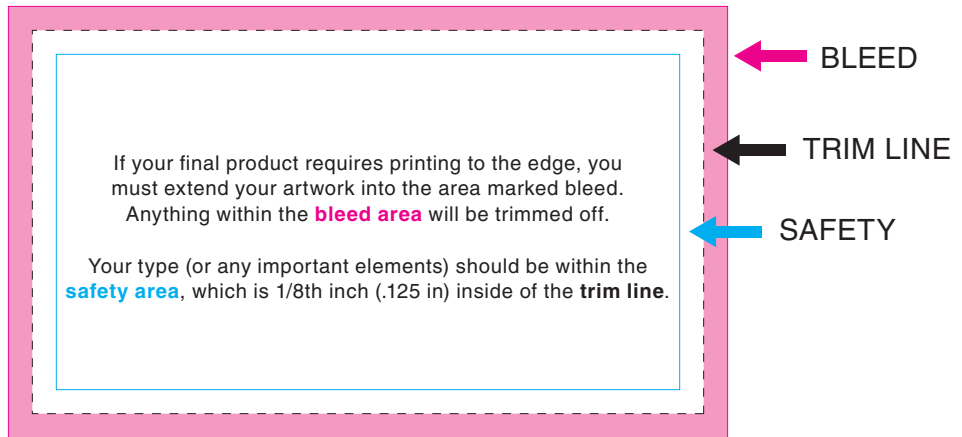 BLEED
TRIM LINE
SAFETY
If your final product requires printing to the edge, you
must extend your artwork into the area marked bleed.
Anything within the bleed area will be trimmed off.
Your type (or any important elements) should be within the
safety area, which is 1/8th inch (.125 in) inside of the trim line.